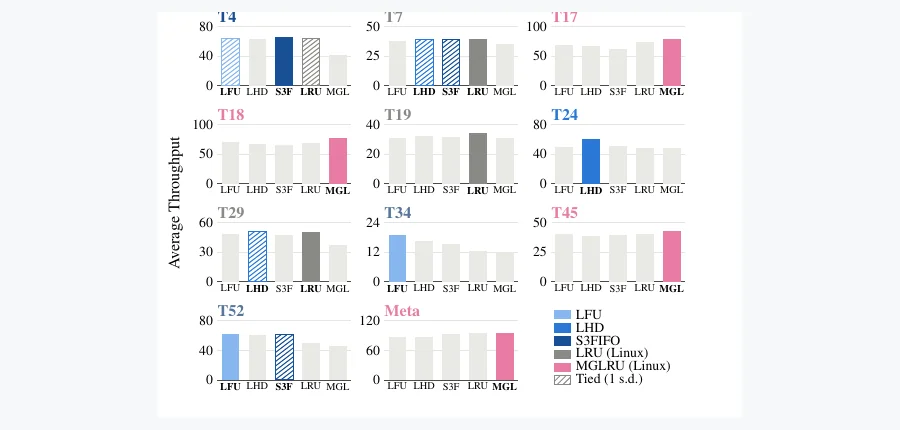 T4
T7
T17
80
40
0
LFU LHD S3F LRU MGL
50
25
0
LFU LHD S3F LRU MGL
100
50
0
LFU LHD S3F LRU MGL
T18
T19
T24
100
50
0
LFU LHD S3F LRU MGL
40
20
0
LFU LHD S3F LRU MGL
80
40
0
LFU LHD S3F LRU MGL
Average Throughput
T29
T34
T45
60
30
0
LFU LHD S3F LRU MGL
24
12
0
LFU LHD S3F LRU MGL
50
25
0
LFU LHD S3F LRU MGL
T52
Meta
80
40
0
LFU LHD S3F LRU MGL
120
60
0
LFU LHD S3F LRU MGL
LFU
LHD
S3FIFO
LRU (Linux)
MGLRU (Linux)
Tied (1 s.d.)